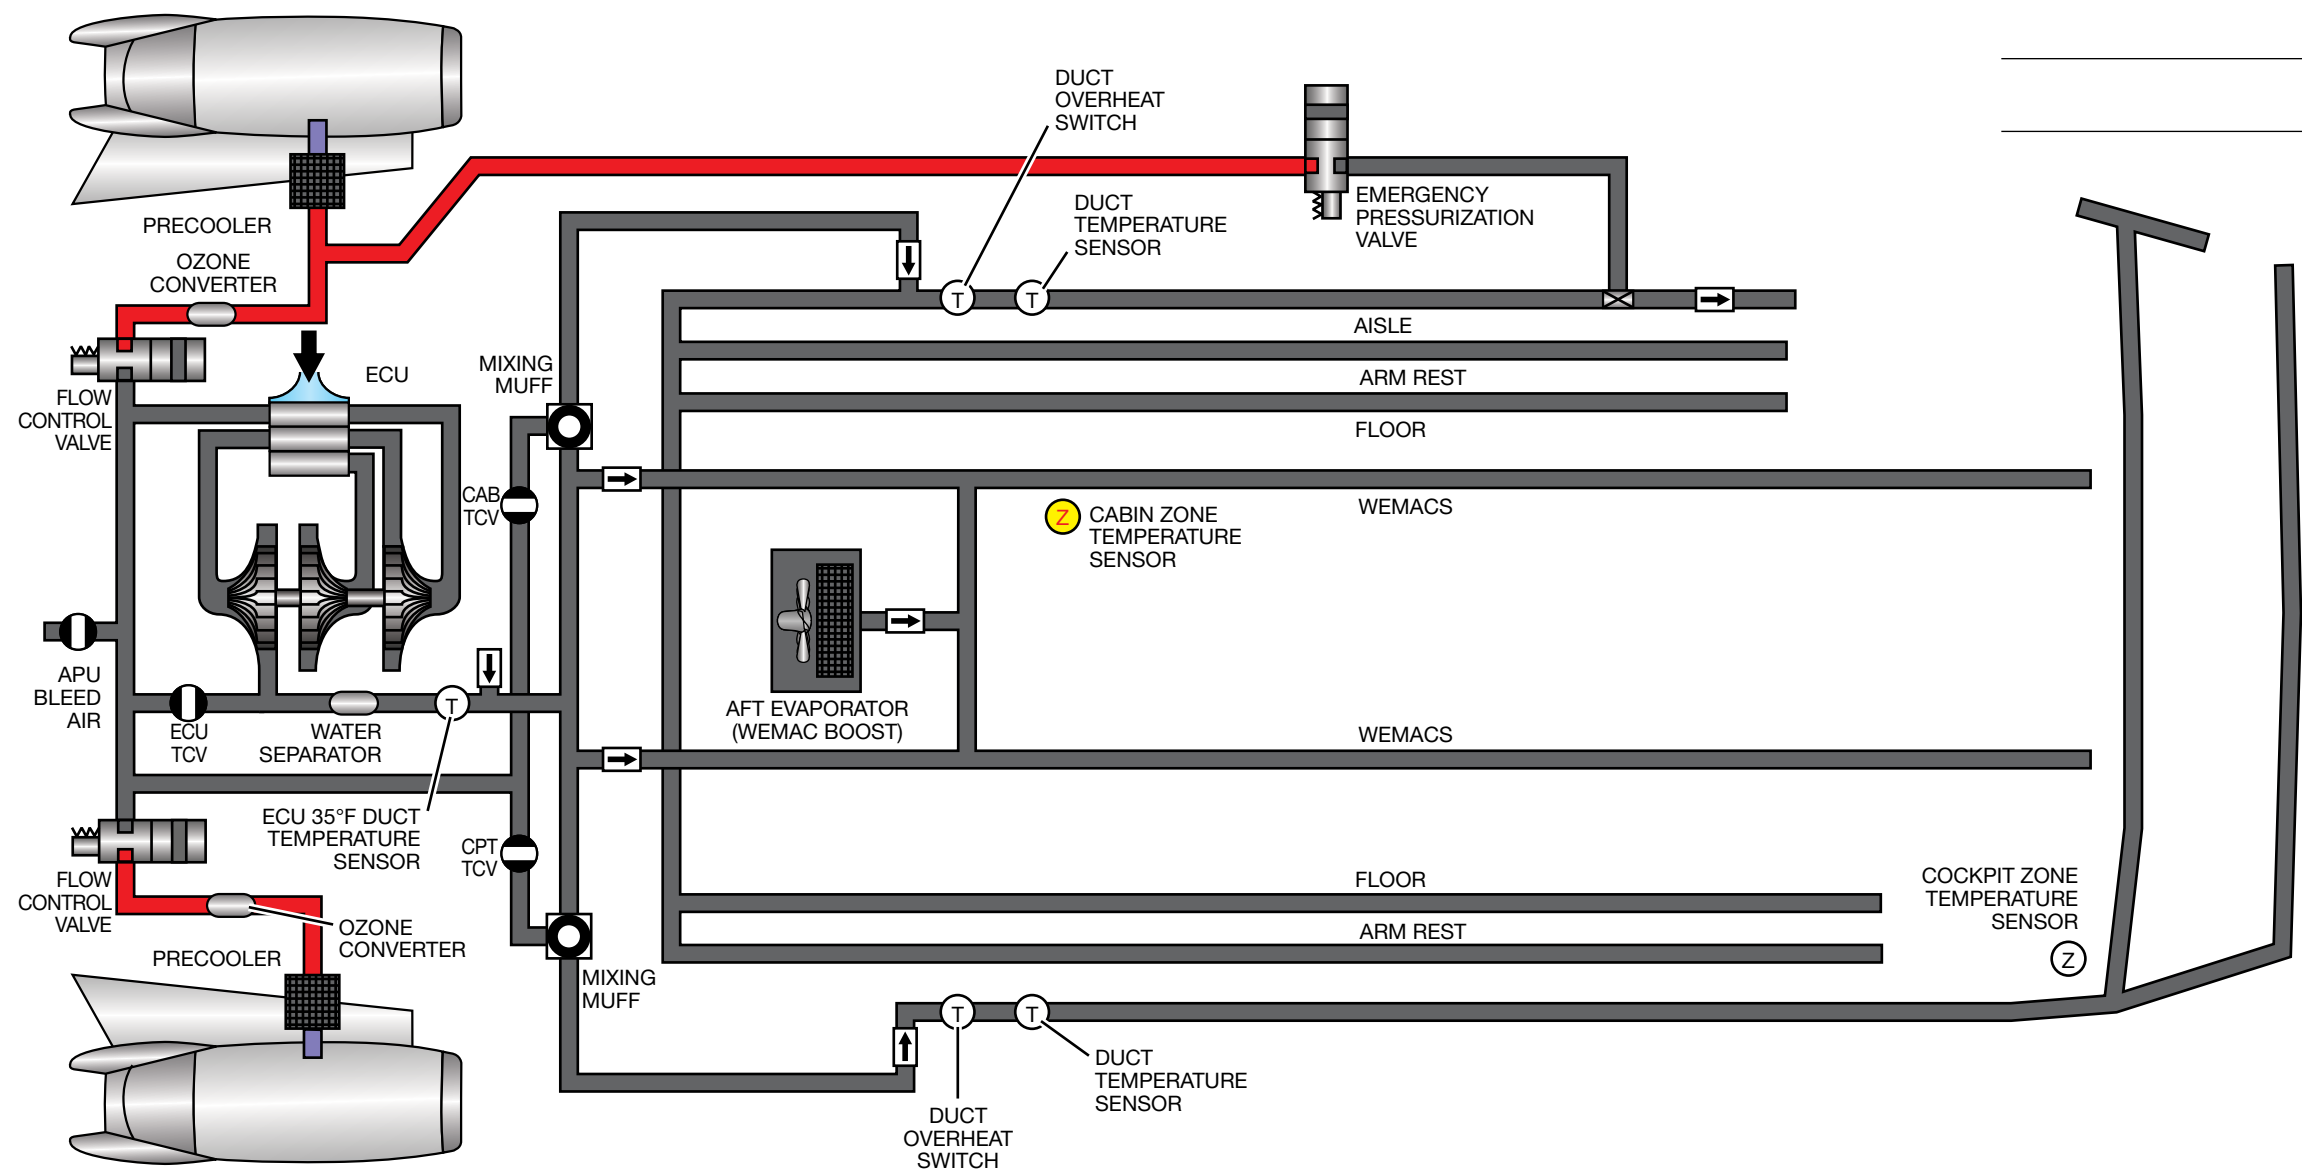 DUCT
OVERHEAT
SWITCH
PRECOOLER
OZONE
CONVERTER
DUCT
TEMPERATURE
SENSOR
EMERGENCY
PRESSURIZATION
VALVE
T
T
AISLE
ARM REST
FLOOR
MIXING
MUFF
ECU
FLOW
CONTROL
VALVE
CAB
TCV
Z
CABIN ZONE
TEMPERATURE
SENSOR
WEMACS
APU
BLEED
AIR
ECU
TCV
WATER
SEPARATOR
T
AFT EVAPORATOR
(WEMAC BOOST)
WEMACS
ECU 35°F DUCT
TEMPERATURE
SENSOR
CPT
TCV
FLOW
CONTROL
VALVE
OZONE
CONVERTER
PRECOOLER
MIXING
MUFF
FLOOR
ARM REST
COCKPIT ZONE
TEMPERATURE
SENSOR
Z
T
T
DUCT
TEMPERATURE
SENSOR
DUCT
OVERHEAT
SWITCH